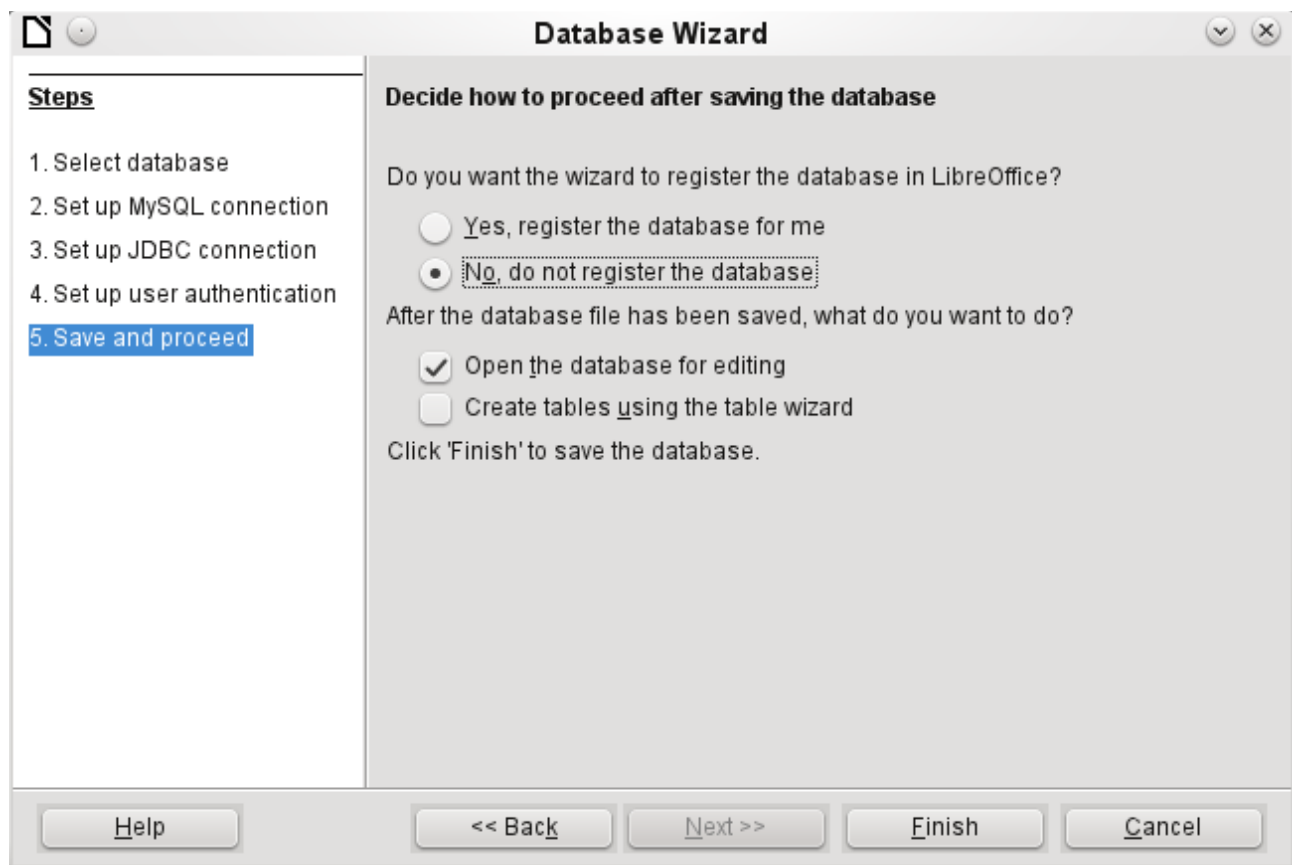 Database Wizard
Steps
1. Select database
2. Set up MySQL connection
3. Set up JDBC connection
4. Set up user authentication
5. Save and proceed
Decide how to proceed after saving the database
Do you want the wizard to register the database in LibreOffice?
Yes, register the database for me
No, do not register the database
After the database file has been saved, what do you want to do?
Open the database for editing
Create tables using the table wizard
Click 'Finish' to save the database.
Help
<< Back
Next >>
Finish
Cancel